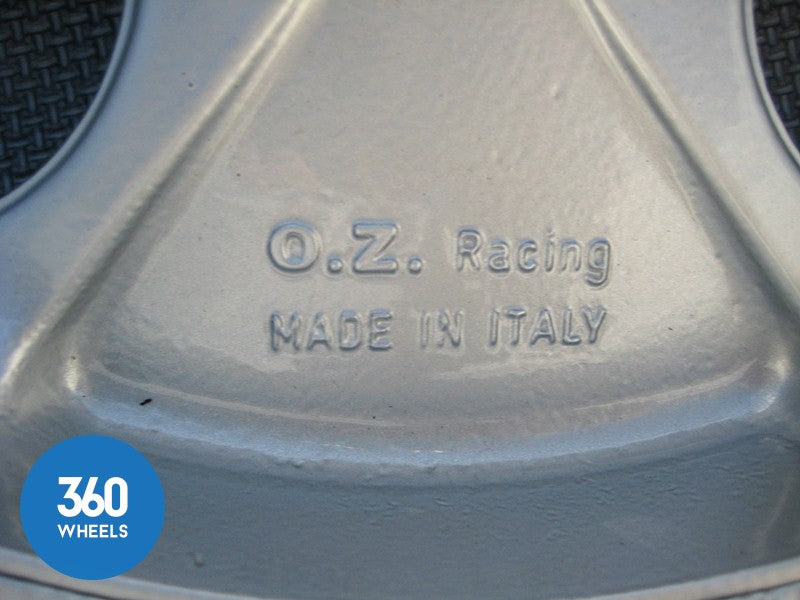 O.Z. Racing
MADE IN ITALY
360
WHEELS